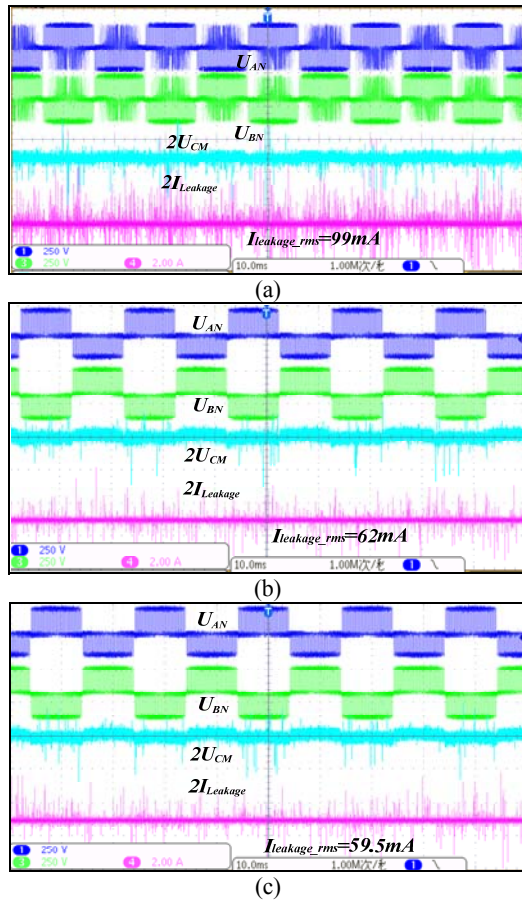 T
U_AN
U_BN
2U_CM
2I_Leakage
I_leakage_rms=99mA
1 250 V
3 250 V 4 2.00 A 10.0ms 1.00M次/秒 1 \
(a)
T
U_AN
U_BN
2U_CM
2I_Leakage
I_leakage_rms=62mA
1 250 V
3 250 V 4 2.00 A 10.0ms 1.00M次/秒 1 \
(b)
T
U_AN
U_BN
2U_CM
2I_Leakage
I_leakage_rms=59.5mA
1 250 V
3 250 V 4 2.00 A 10.0ms 1.00M次/秒 1 \
(c)